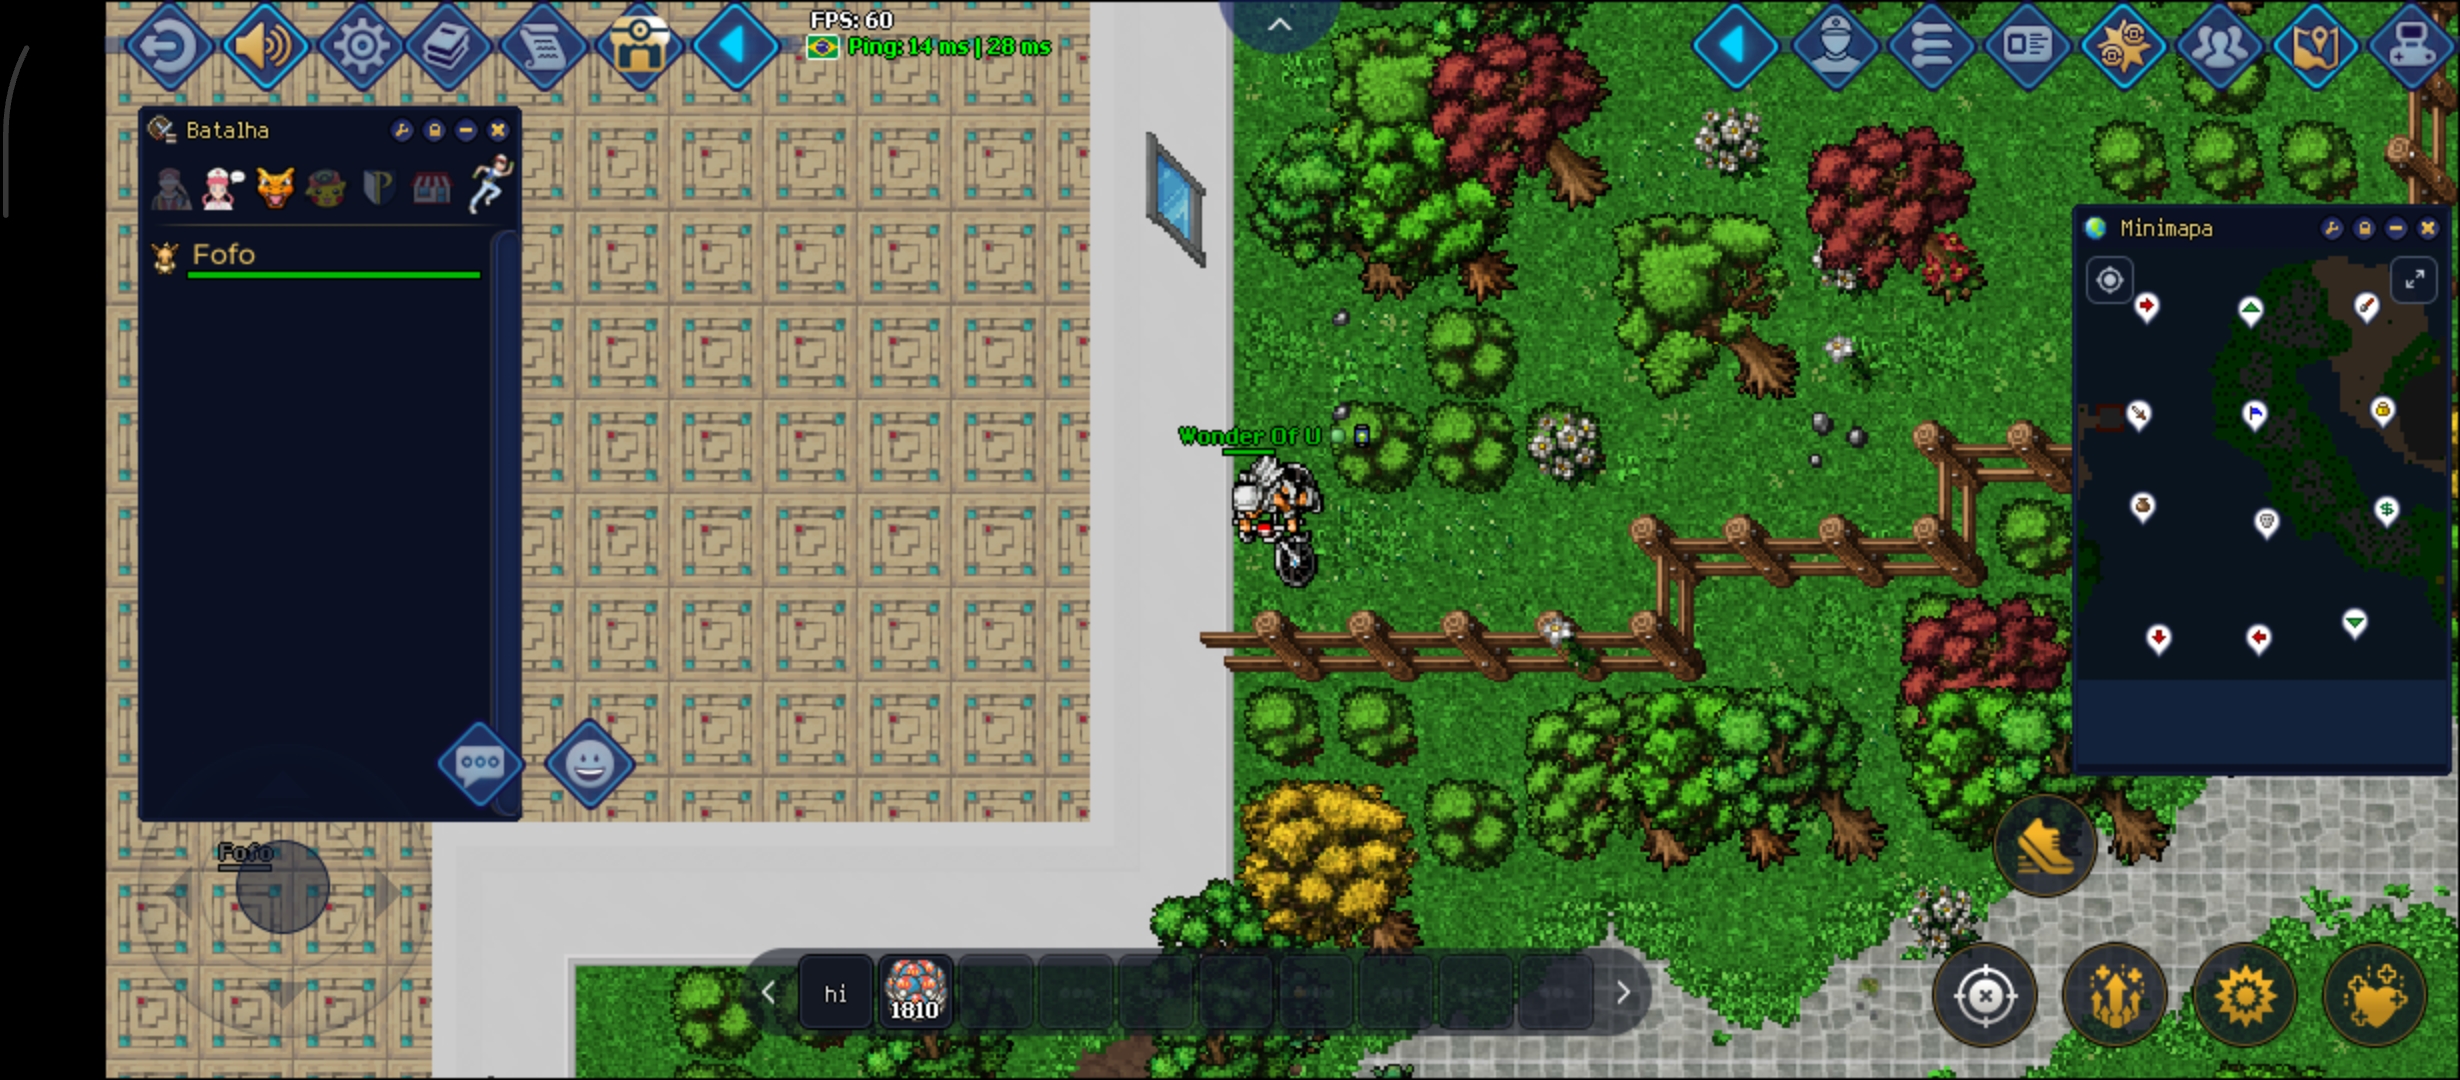 FPS: 60
Ping: 14 ms | 28 ms
Batalha
Fofo
Minimapa
Wonder Of U
Fofo
hi
1810